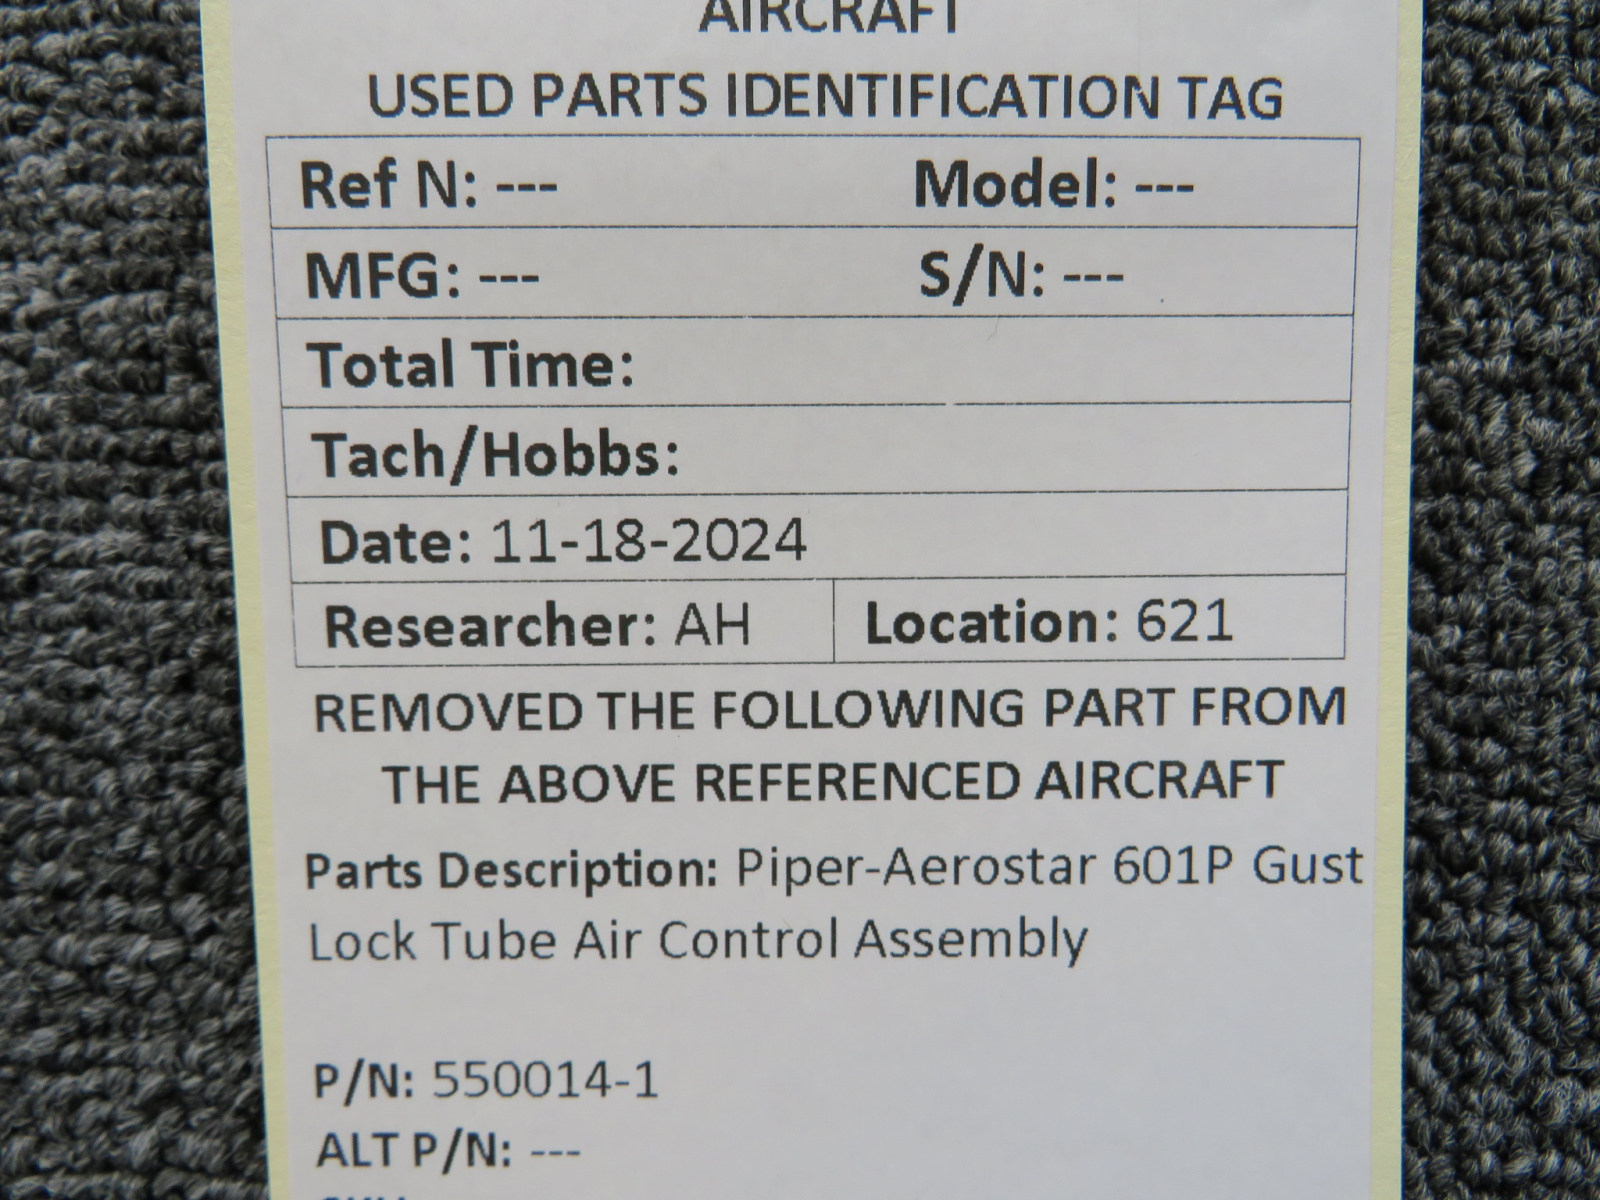 AIRCRAFT
USED PARTS IDENTIFICATION TAG
Ref N: --- Model: ---
MFG: --- S/N: ---
Total Time:
Tach/Hobbs:
Date: 11-18-2024
Researcher: AH Location: 621
REMOVED THE FOLLOWING PART FROM
THE ABOVE REFERENCED AIRCRAFT
Parts Description: Piper-Aerostar 601P Gust
Lock Tube Air Control Assembly
P/N: 550014-1
ALT P/N: ---